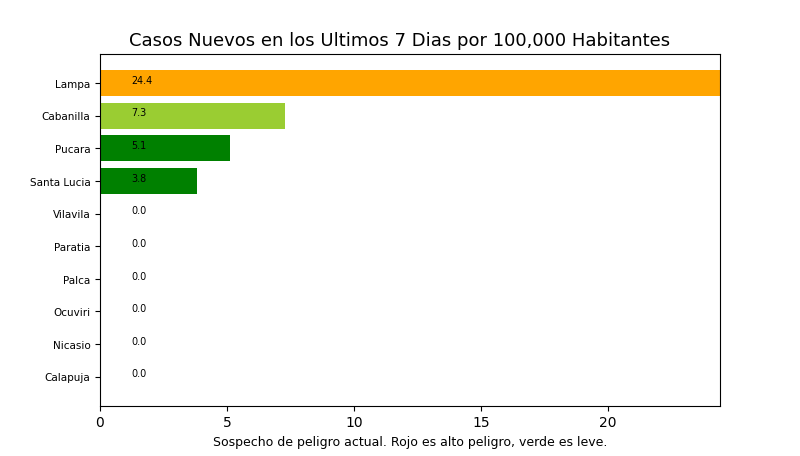 Casos Nuevos en los Ultimos 7 Dias por 100,000 Habitantes
Lampa 24.4
Cabanilla 7.3
Pucara 5.1
Santa Lucia 3.8
Vilavila 0.0
Paratia 0.0
Palca 0.0
Ocuviri 0.0
Nicasio 0.0
Calapuja 0.0
0 5 10 15 20
Sospecho de peligro actual. Rojo es alto peligro, verde es leve.